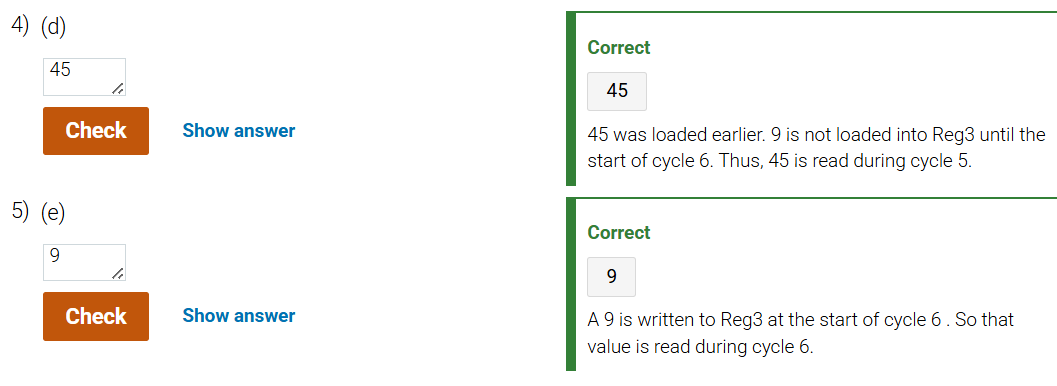 4) (d)
45
Check Show answer
Correct
45
45 was loaded earlier. 9 is not loaded into Reg3 until the
start of cycle 6. Thus, 45 is read during cycle 5.
5) (e)
9
Check Show answer
Correct
9
A 9 is written to Reg3 at the start of cycle 6 . So that
value is read during cycle 6.